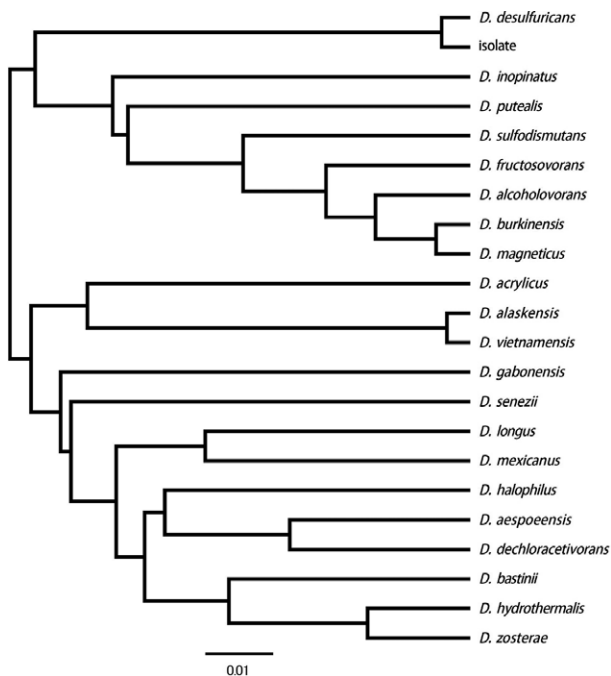 D. desulfuricans
isolate
D. inopinatus
D. putealis
D. sulfodismutans
D. fructosovorans
D. alcoholovorans
D. burkinensis
D. magneticus
D. acrylicus
D. alaskensis
D. vietnamensis
D. gabonensis
D. senezii
D. longus
D. mexicanus
D. halophilus
D. aespoeensis
D. dechloracetivorans
D. bastinii
D. hydrothermalis
D. zosterae
0.01